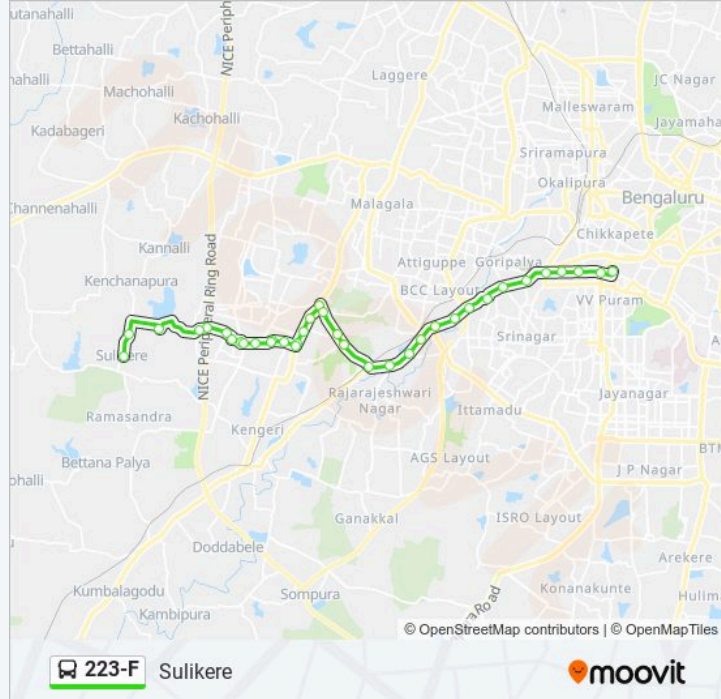 utanahalli
Bettahalli
Machohalli
Kachohalli
Kadabageri
NICE Periph
Laggere
JC Nagar
Malleswaram
Jayamaha
Sriramapura
Okalipura
Bengaluru
Channenahalli
Malagala
Chikkapete
Kannalli
Kenchanapura
NICE Peripheral Ring Road
Attiguppe
Goripalya
BCC Layout
VV Puram
Sulikere
Srinagar
Ramasandra
Rajarajeshwari
Nagar
Jayanagar
Kengeri
Ittamadu
Bettana Palya
AGS Layout
BTM
J P Nagar
Ganakkal
ISRO Layout
Doddabele
Arekere
Kumbalagodu
Sompura
Konanakunte
Hulim
Kambipura
Road
© OpenStreetMap contributors | © OpenMapTiles
223-F Sulikere
moovit